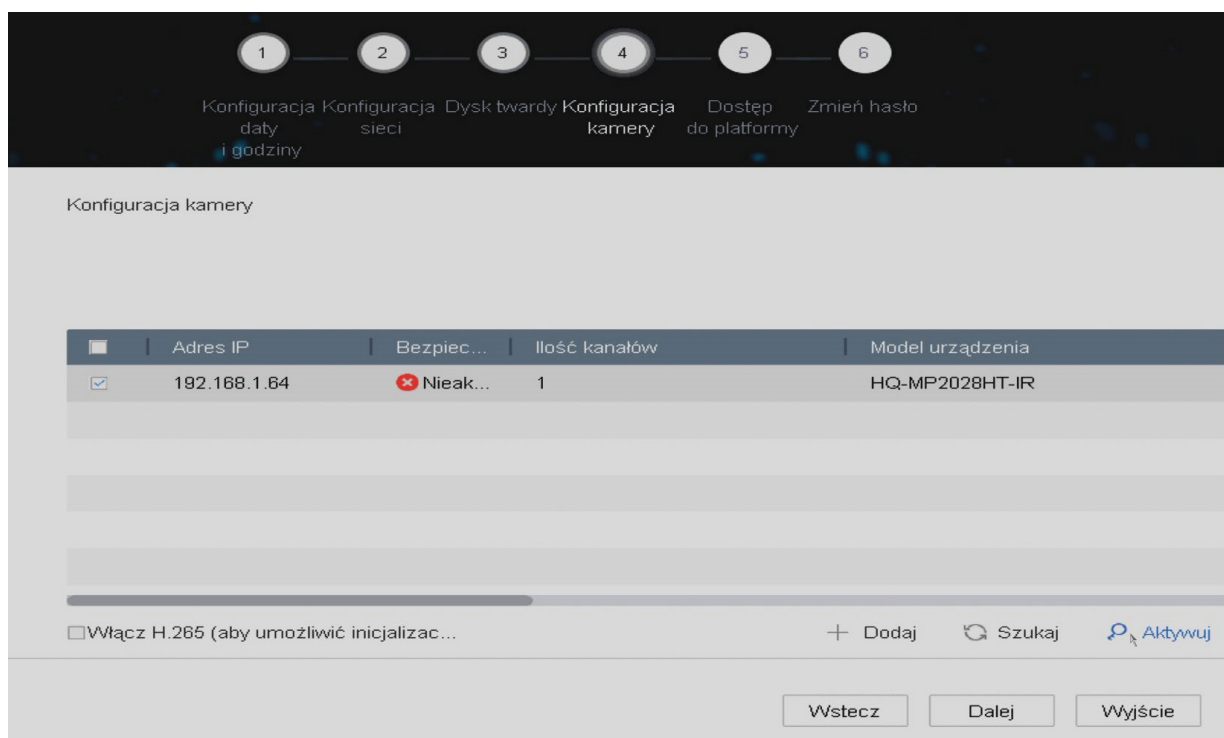 1 2 3 4 5 6
Konfiguracja Konfiguracja Dysk twardy Konfiguracja Dostęp Zmień hasło
daty sieci kamery do platformy
i godziny
Konfiguracja kamery
Adres IP Bezpiec... Ilość kanałów Model urządzenia
192.168.1.64 Nieak... 1 HQ-MP2028HT-IR
Włącz H.265 (aby umożliwić inicjalizac... Dodaj Szukaj Aktywuj
Wstecz Dalej Wyjście